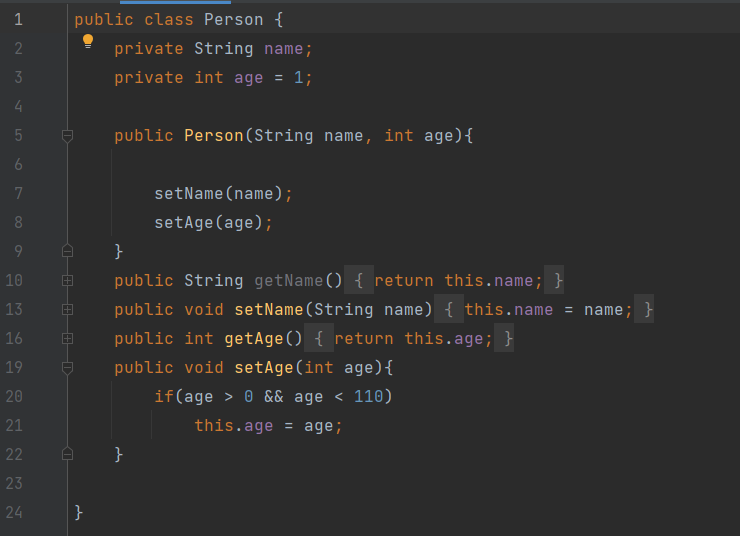 1 public class Person {
2 private String name;
3 private int age = 1;
4
5 public Person(String name, int age){
6
7 setName(name);
8 setAge(age);
9 }
10 public String getName() { return this.name; }
13 public void setName(String name) { this.name = name; }
16 public int getAge() { return this.age; }
19 public void setAge(int age){
20 if(age > 0 && age < 110)
21 this.age = age;
22 }
23
24 }